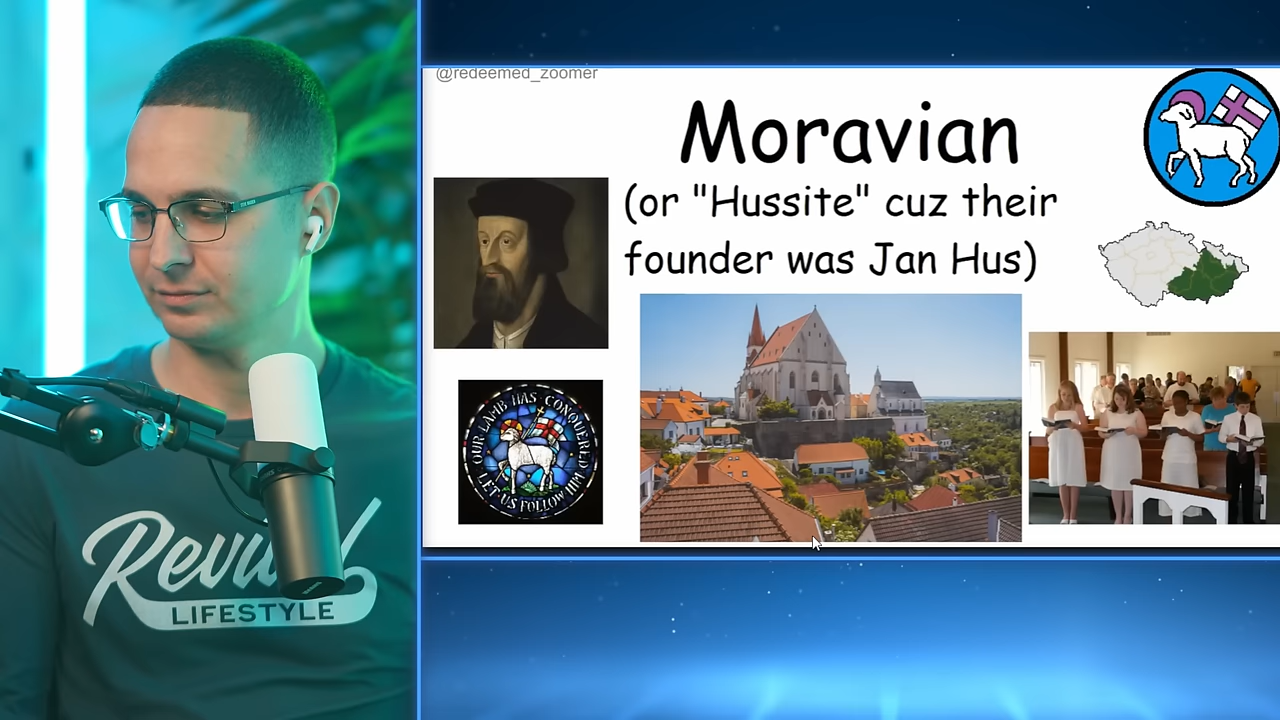 @redeemed_zoomer
Moravian
(or "Hussite" cuz their
founder was Jan Hus)
OUR LAMB HAS CONQUERED
LET US FOLLOW HIM
Revival
LIFESTYLE